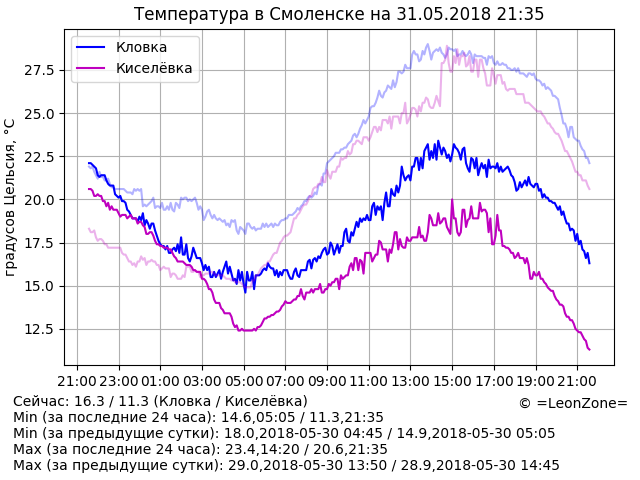 Температура в Смоленске на 31.05.2018 21:35
Кловка
Киселёвка
градусов Цельсия, °C
27.5
25.0
22.5
20.0
17.5
15.0
12.5
21:00 23:00 01:00 03:00 05:00 07:00 09:00 11:00 13:00 15:00 17:00 19:00 21:00
Сейчас: 16.3 / 11.3 (Кловка / Киселёвка)
© =LeonZone=
Min (за последние 24 часа): 14.6,05:05 / 11.3,21:35
Min (за предыдущие сутки): 18.0,2018-05-30 04:45 / 14.9,2018-05-30 05:05
Max (за последние 24 часа): 23.4,14:20 / 20.6,21:35
Max (за предыдущие сутки): 29.0,2018-05-30 13:50 / 28.9,2018-05-30 14:45